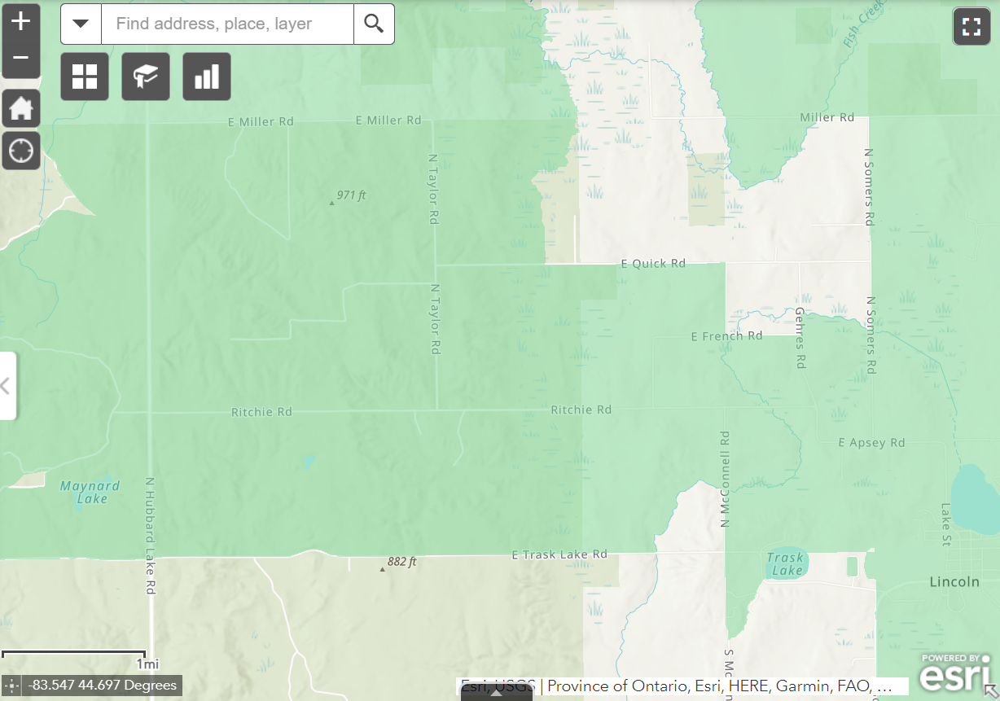 Find address, place, layer
Fish Creek
E Miller Rd
E Miller Rd
Miller Rd
N Taylor Rd
N Somers Rd
971 ft
E Quick Rd
N Taylor Rd
N Somers Rd
Genres Rd
E French Rd
Ritchie Rd
Ritchie Rd
E Apsey Rd
N McConnell Rd
Maynard
Lake
N Hubbard Lake Rd
Lake St
E Trask Lake Rd
882 ft
Trask
Lake
Lincoln
1mi
-83.547 44.697 Degrees
Esri, USGS | Province of Ontario, Esri, HERE, Garmin, FAO, ...
POWERED BY
esri